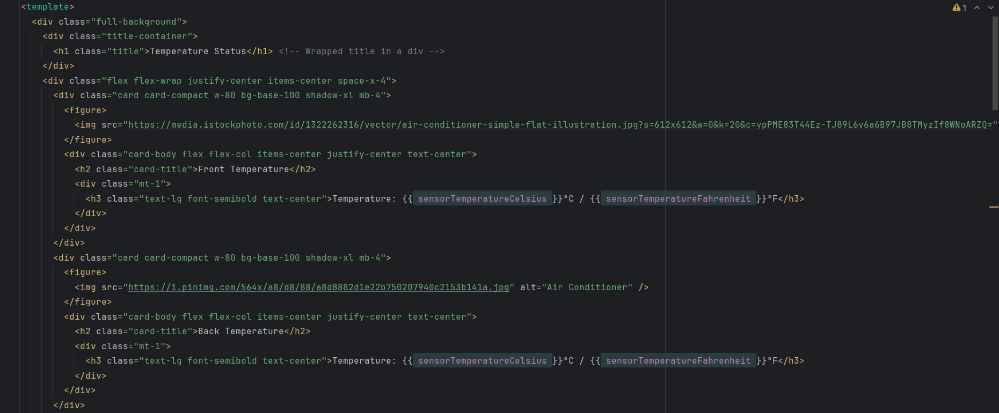 <template>
<div class="full-background">
<div class="title-container">
<h1 class="title">Temperature Status</h1> <!-- Wrapped title in a div -->
</div>
<div class="flex flex-wrap justify-center items-center space-x-4">
<div class="card card-compact w-80 bg-base-100 shadow-xl mb-4">
<figure>
<img src="https://media.istockphoto.com/id/1322262316/vector/air-conditioner-simple-flat-illustration.jpg?s=612x612&w=0&k=20&c=ypPME83T44Ez-TJ89L6v6a6B97JB8TMyzIf8WNoARZQ="
</figure>
<div class="card-body flex flex-col items-center justify-center text-center">
<h2 class="card-title">Front Temperature</h2>
<div class="mt-1">
<h3 class="text-lg font-semibold text-center">Temperature: {{ sensorTemperatureCelsius }}°C / {{ sensorTemperatureFahrenheit }}°F</h3>
</div>
</div>
</div>
<div class="card card-compact w-80 bg-base-100 shadow-xl mb-4">
<figure>
<img src="https://i.pinimg.com/564x/a8/d8/88/a8d8882d1e22b750207940c2153b141a.jpg" alt="Air Conditioner" />
</figure>
<div class="card-body flex flex-col items-center justify-center text-center">
<h2 class="card-title">Back Temperature</h2>
<div class="mt-1">
<h3 class="text-lg font-semibold text-center">Temperature: {{ sensorTemperatureCelsius }}°C / {{ sensorTemperatureFahrenheit }}°F</h3>
</div>
</div>
</div>
1